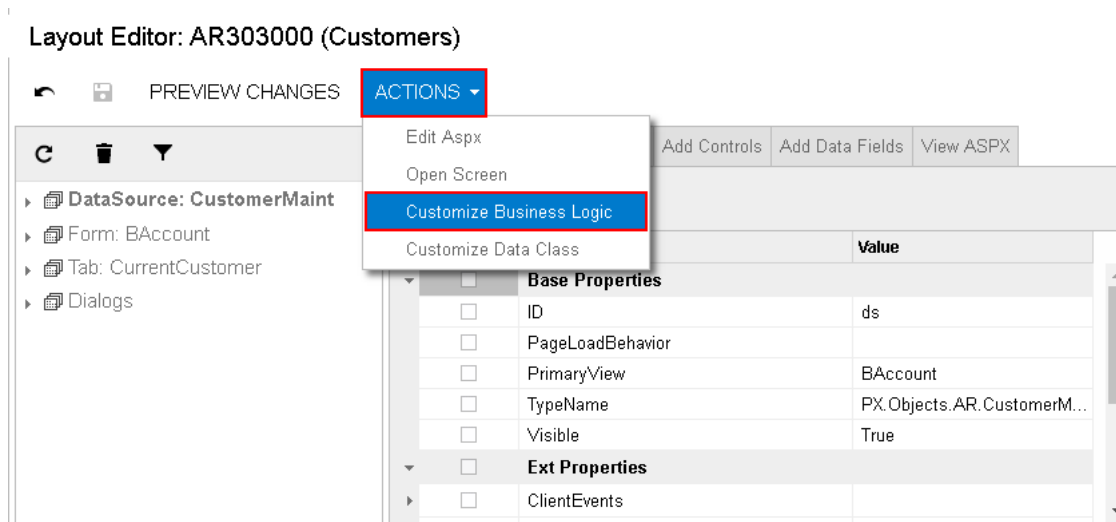 Layout Editor: AR303000 (Customers)
PREVIEW CHANGES ACTIONS
Edit Aspx
Add Controls Add Data Fields View ASPX
Open Screen
DataSource: CustomerMaint
Customize Business Logic
Form: BAccount
Customize Data Class
Value
Tab: CurrentCustomer
Base Properties
Dialogs
ID ds
PageLoadBehavior
PrimaryView BAccount
TypeName PX.Objects.AR.CustomerM...
Visible True
Ext Properties
ClientEvents